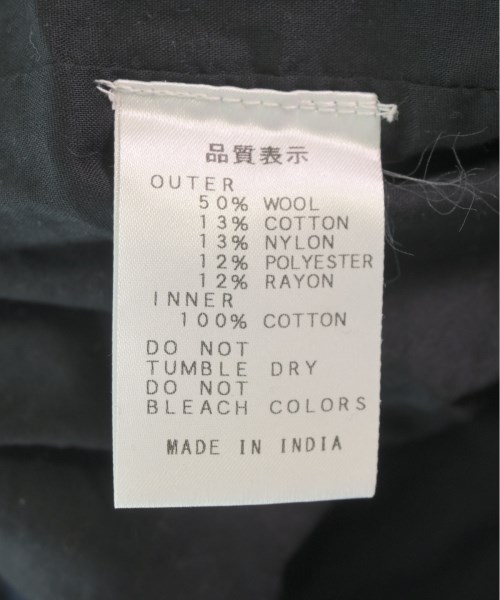 品質表示
OUTER
50% WOOL
13% COTTON
13% NYLON
12% POLYESTER
12% RAYON
INNER
100% COTTON
DO NOT
TUMBLE DRY
DO NOT
BLEACH COLORS
MADE IN INDIA